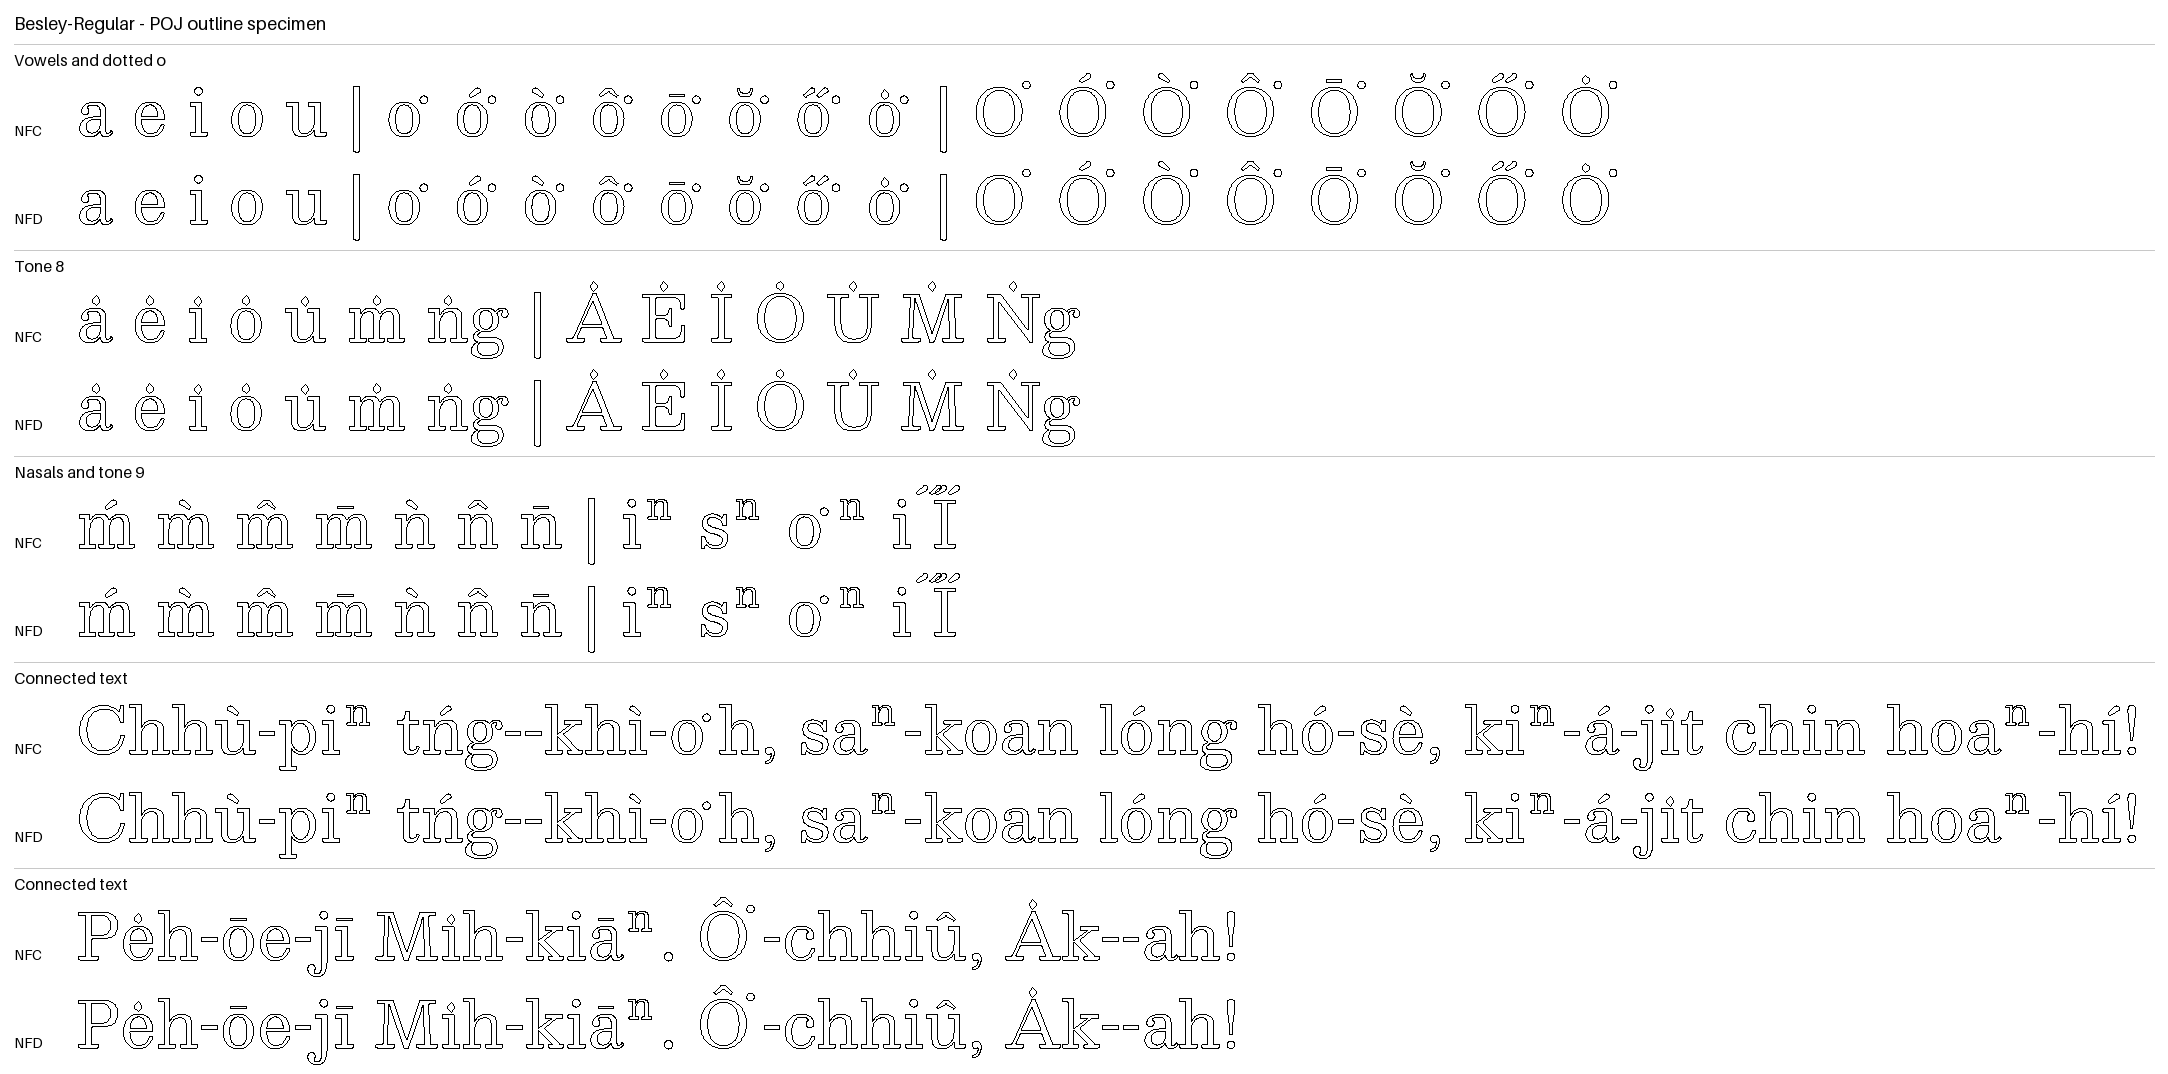 Besley-Regular - POJ outline specimen
Vowels and dotted o
NFC a e i o u | o͘ ó͘ ò͘ ô͘ ō͘ ŏ͘ ő͘ o̍͘ | O͘ Ó͘ Ò͘ Ô͘ Ō͘ Ŏ͘ Ő͘ O̍͘
NFD a e i o u | o͘ ó͘ ò͘ ô͘ ō͘ ŏ͘ ő͘ o̍͘ | O͘ Ó͘ Ò͘ Ô͘ Ō͘ Ŏ͘ Ő͘ O̍͘
Tone 8
NFC a̍ e̍ i̍ o̍ u̍ m̍ n̍g | A̍ E̍ I̍ O̍ U̍ M̍ N̍g
NFD a̍ e̍ i̍ o̍ u̍ m̍ n̍g | A̍ E̍ I̍ O̍ U̍ M̍ N̍g
Nasals and tone 9
NFC ḿ m̀ m̂ m̄ ǹ n̂ n̄ | iⁿ sⁿ o͘ⁿ i̋ I̋
NFD ḿ m̀ m̂ m̄ ǹ n̂ n̄ | iⁿ sⁿ o͘ⁿ i̋ I̋
Connected text
NFC Chhù-piⁿ tńg--khì-o͘h, saⁿ-koan lóng hó-sè, kiⁿ-á-ji̍t chin hoaⁿ-hí!
NFD Chhù-piⁿ tńg--khì-o͘h, saⁿ-koan lóng hó-sè, kiⁿ-á-ji̍t chin hoaⁿ-hí!
Connected text
NFC Pe̍h-ōe-jī Mi̍h-kiāⁿ. Ô͘-chhiû, A̍k--ah!
NFD Pe̍h-ōe-jī Mi̍h-kiāⁿ. Ô͘-chhiû, A̍k--ah!